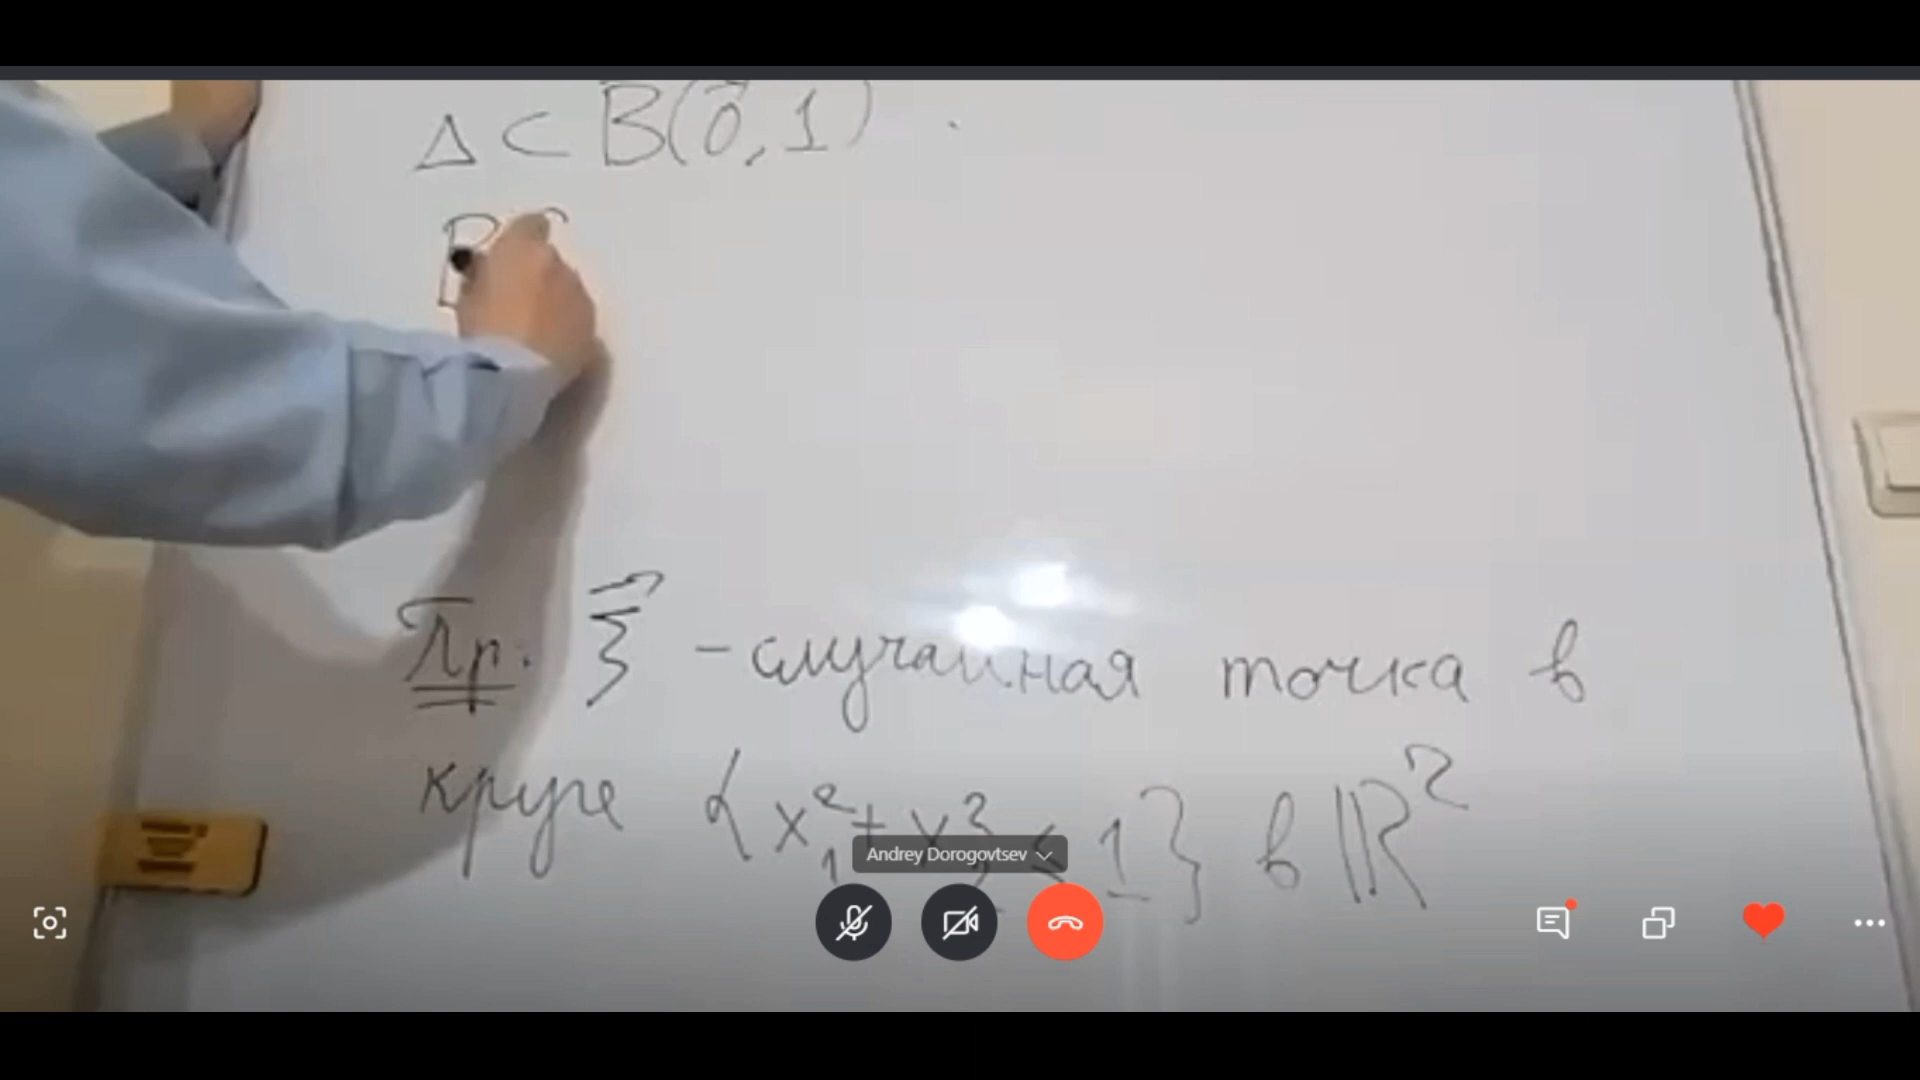 Δ ⊂ B(0⃗, 1) .
P
Пр: ξ⃗ - случайная точка в
круге {x₁² + x₂² ≤ 1} в ℝ²
Andrey Dorogovtsev